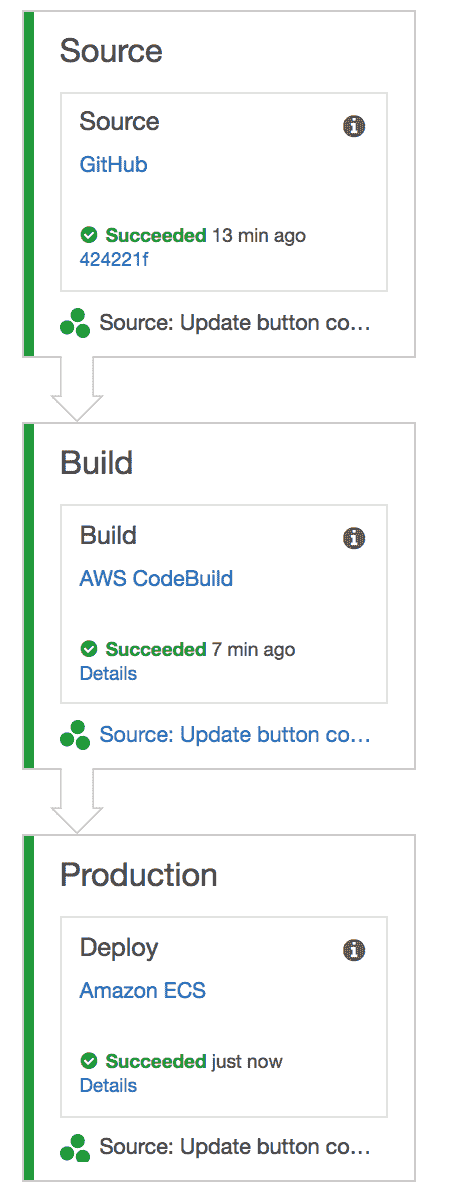 Source
Source
GitHub
Succeeded 13 min ago
424221f
Source: Update button co...
Build
Build
AWS CodeBuild
Succeeded 7 min ago
Details
Source: Update button co...
Production
Deploy
Amazon ECS
Succeeded just now
Details
Source: Update button co...